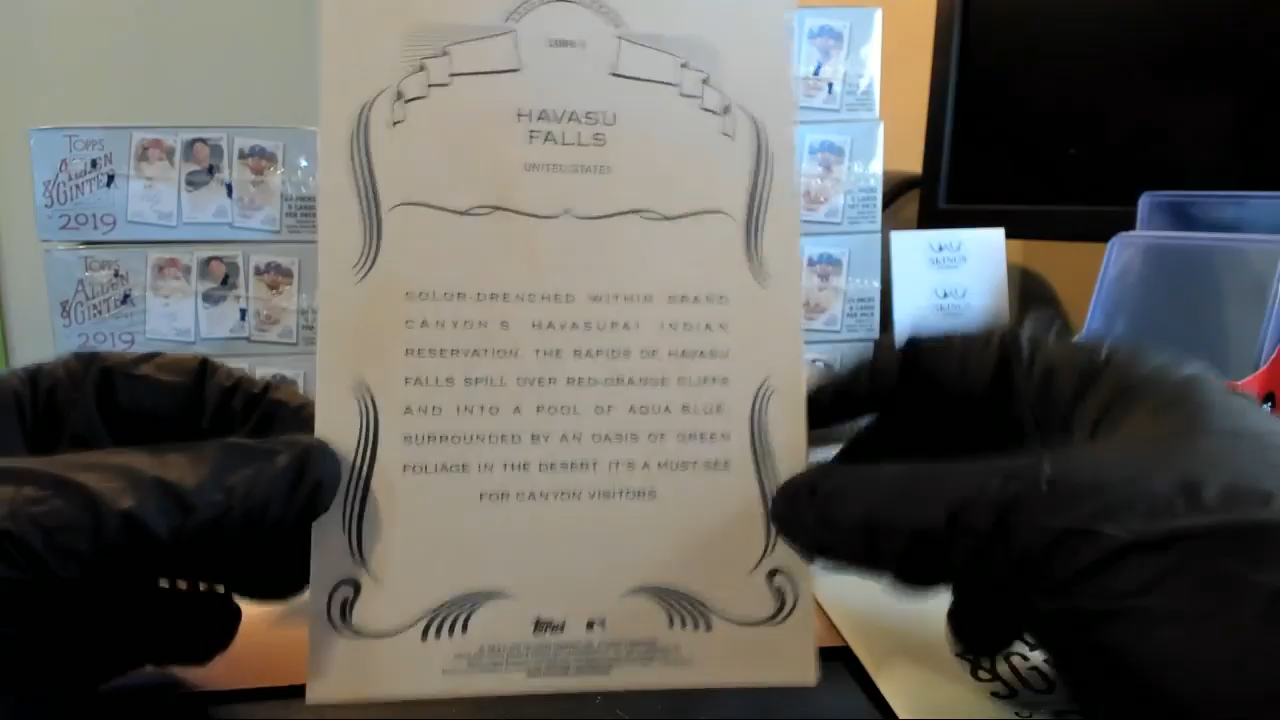 HAVASU
FALLS
UNITED STATES
COLOR-DRENCHED WITHIN GRAND
CANYON'S HAVASUPAI INDIAN
RESERVATION, THE RAPIDS OF HAVASU
FALLS SPILL OVER RED-ORANGE CLIFFS
AND INTO A POOL OF AQUA BLUE.
SURROUNDED BY AN OASIS OF GREEN
FOLIAGE IN THE DESERT, IT'S A MUST-SEE
FOR CANYON VISITORS.
Topps
TOPPS
ALLEN
& GINTER
2019
TOPPS
ALLEN
& GINTER
2019
SKINGS
SKINGS